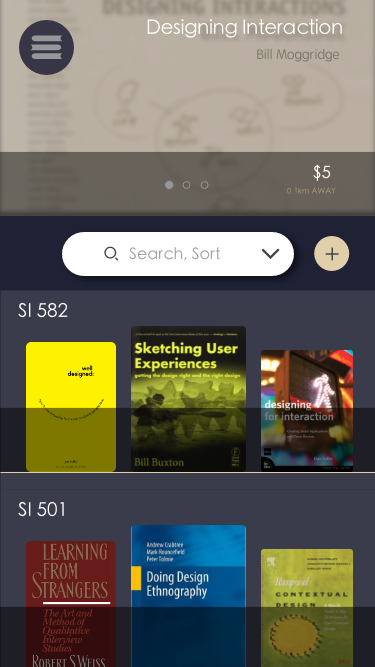 DESIGNING INTERACTIONS
Designing Interaction
Bill Moggridge
$5
0.1km AWAY
Search, Sort
SI 582
well
designed:
Sketching User
Experiences
getting the design right and the right design
Bill Buxton
designing
for interaction
SI 501
LEARNING
FROM
STRANGERS
The Art and
Method of
Qualitative
Interview
Studies
ROBERT S WEISS
Andrew Crabtree
Mark Rouncefield
Peter Tolmie
Doing Design
Ethnography
Rapid
CONTEXTUAL
DESIGN